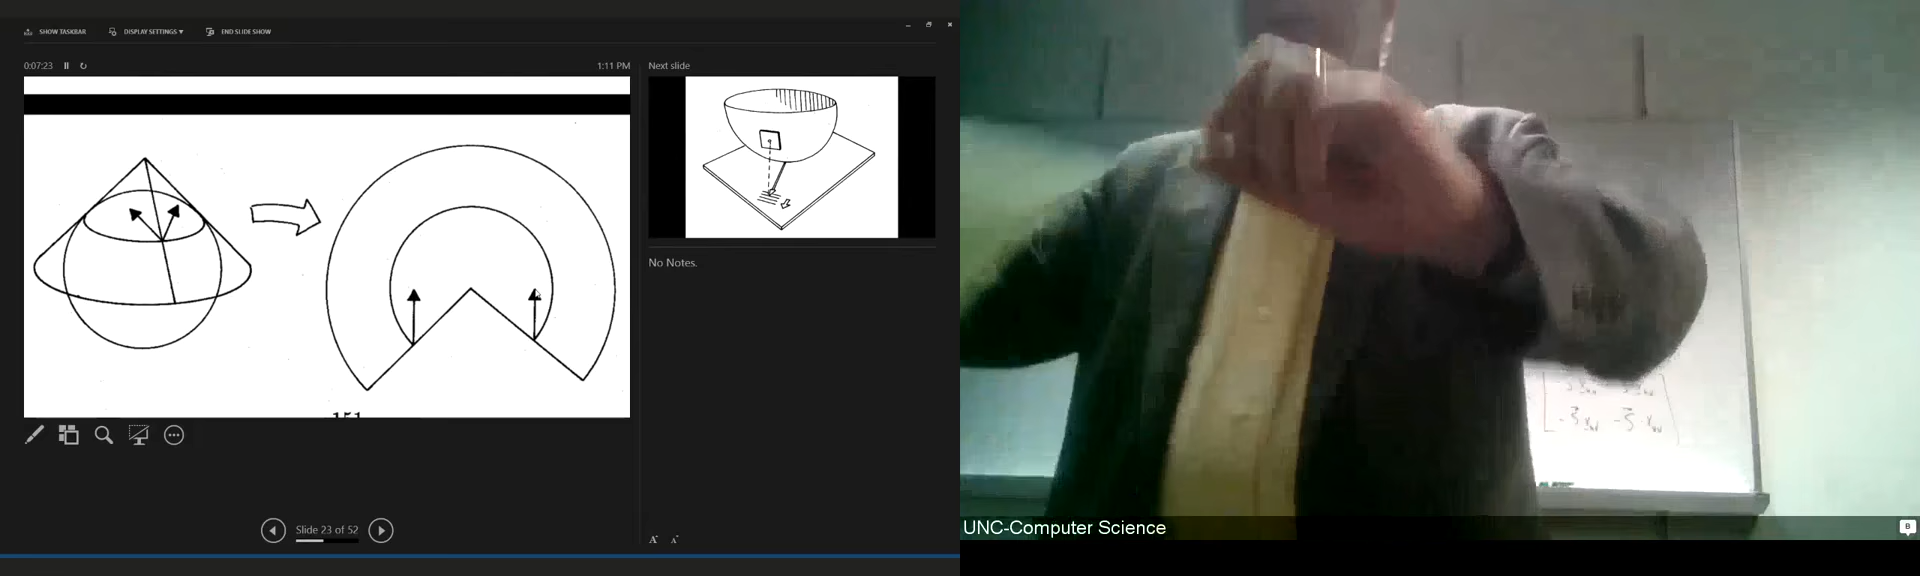 SHOW TASKBAR
DISPLAY SETTINGS ▾
END SLIDE SHOW
0:07:23
1:11 PM
Next slide
No Notes.
Slide 23 of 52
A
A
UNC-Computer Science
B